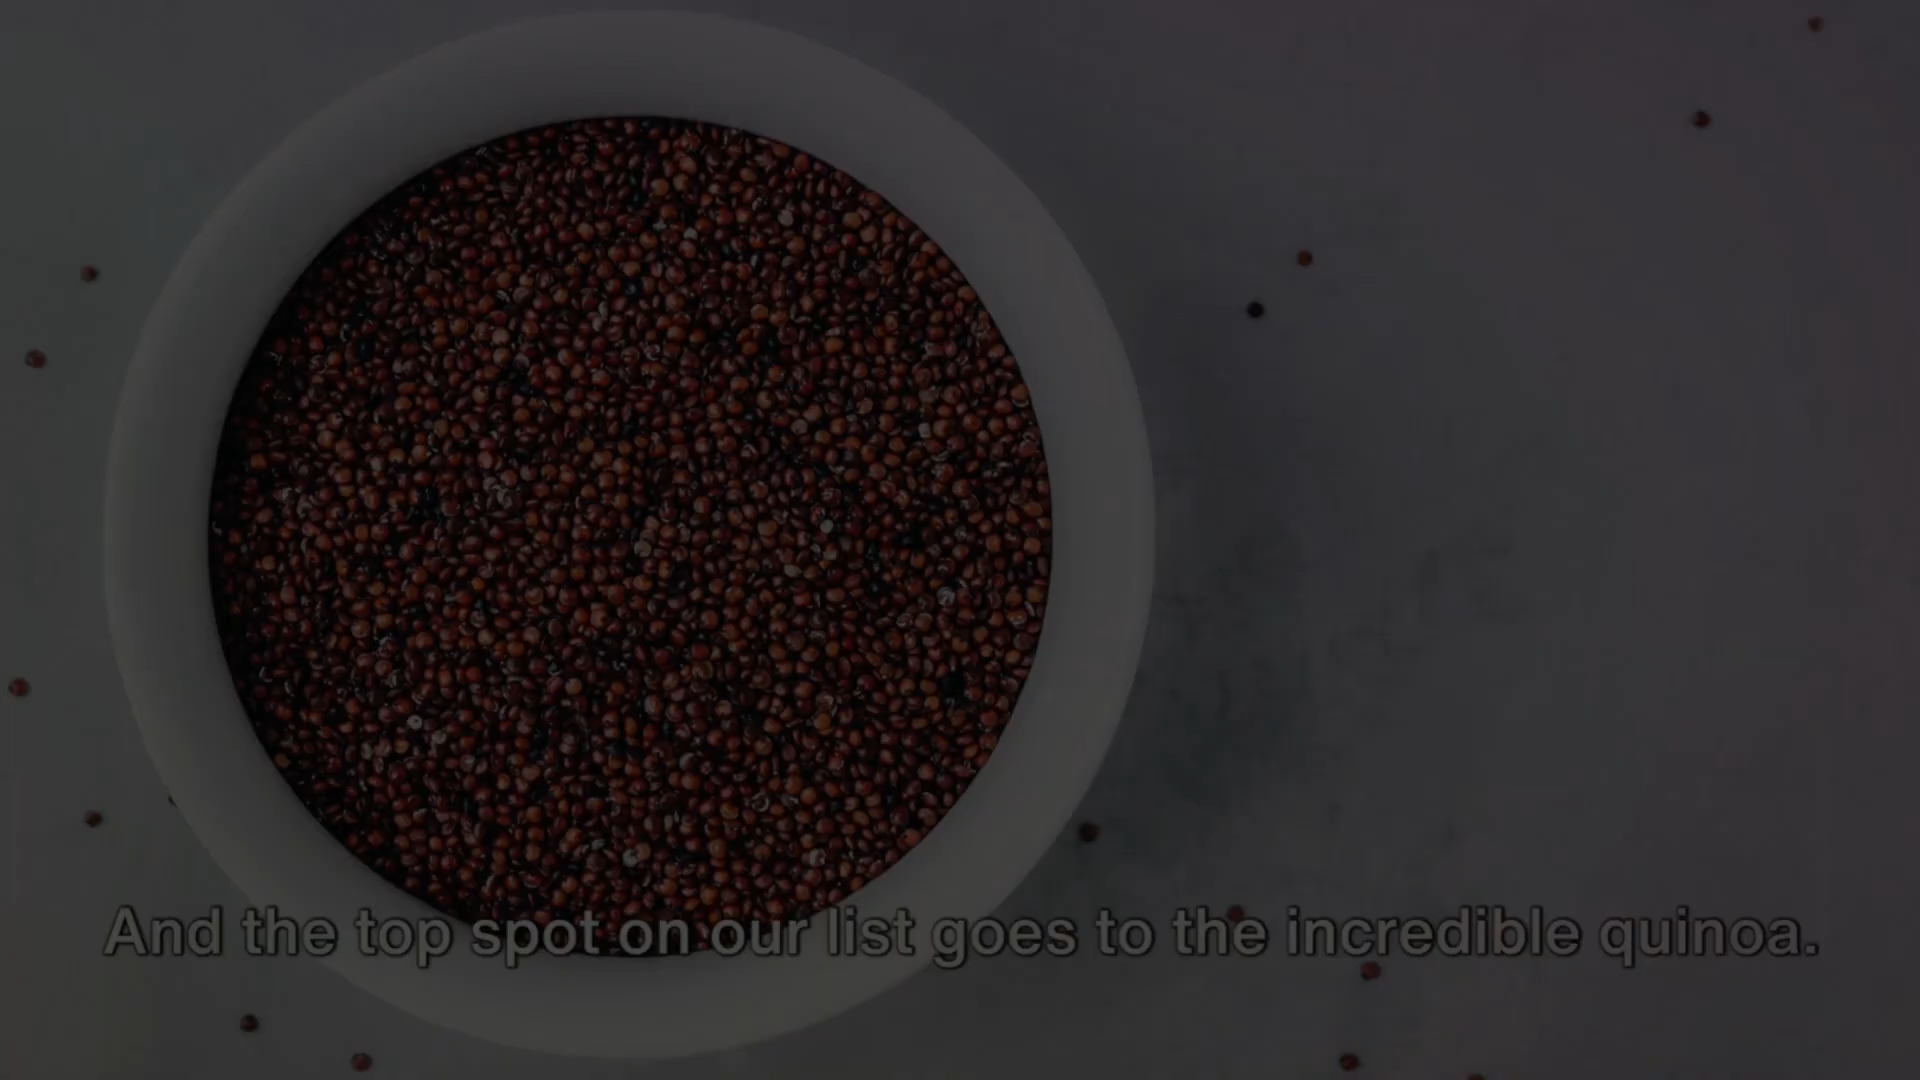 And the top spot on our list goes to the incredible quinoa.